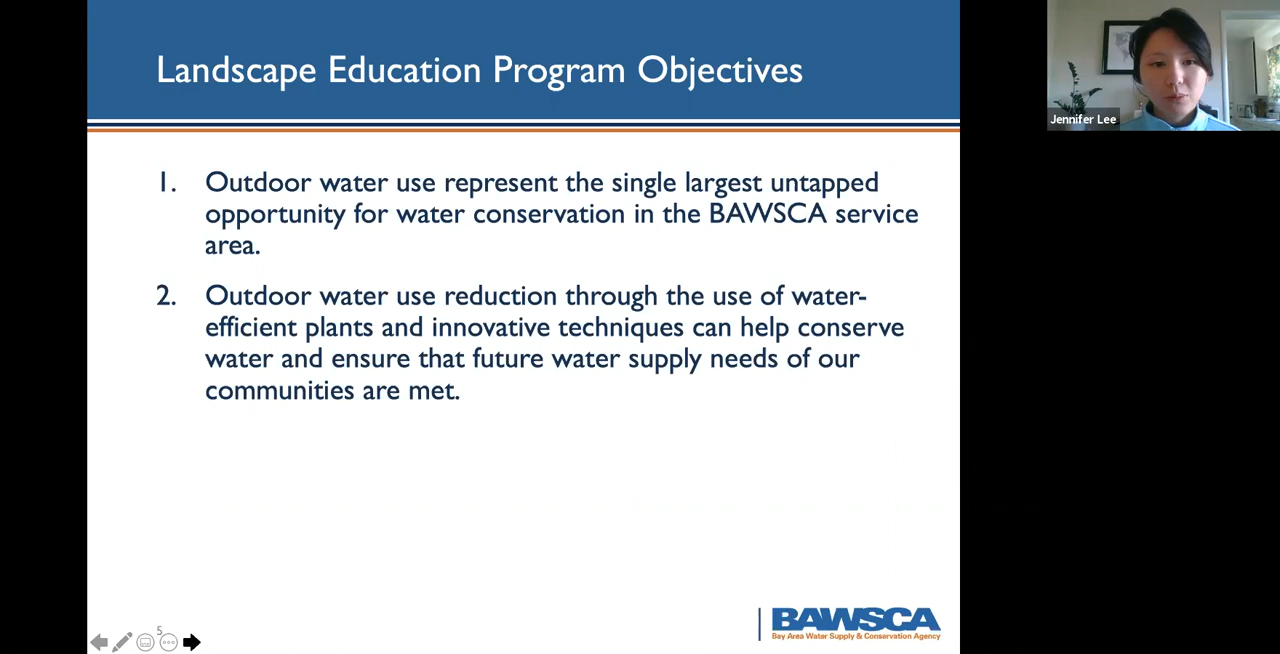 Landscape Education Program Objectives
Jennifer Lee
1. Outdoor water use represent the single largest untapped
opportunity for water conservation in the BAWSCA service
area.
2. Outdoor water use reduction through the use of water-
efficient plants and innovative techniques can help conserve
water and ensure that future water supply needs of our
communities are met.
5
BAWSCA
Bay Area Water Supply & Conservation Agency